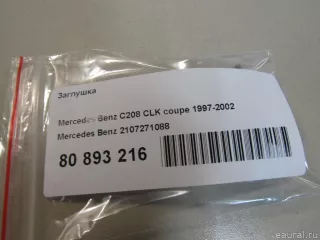 Заглушка
Mercedes Benz C208 CLK coupe 1997-2002
Mercedes Benz 2107271088
80 893 216
eaural.ru